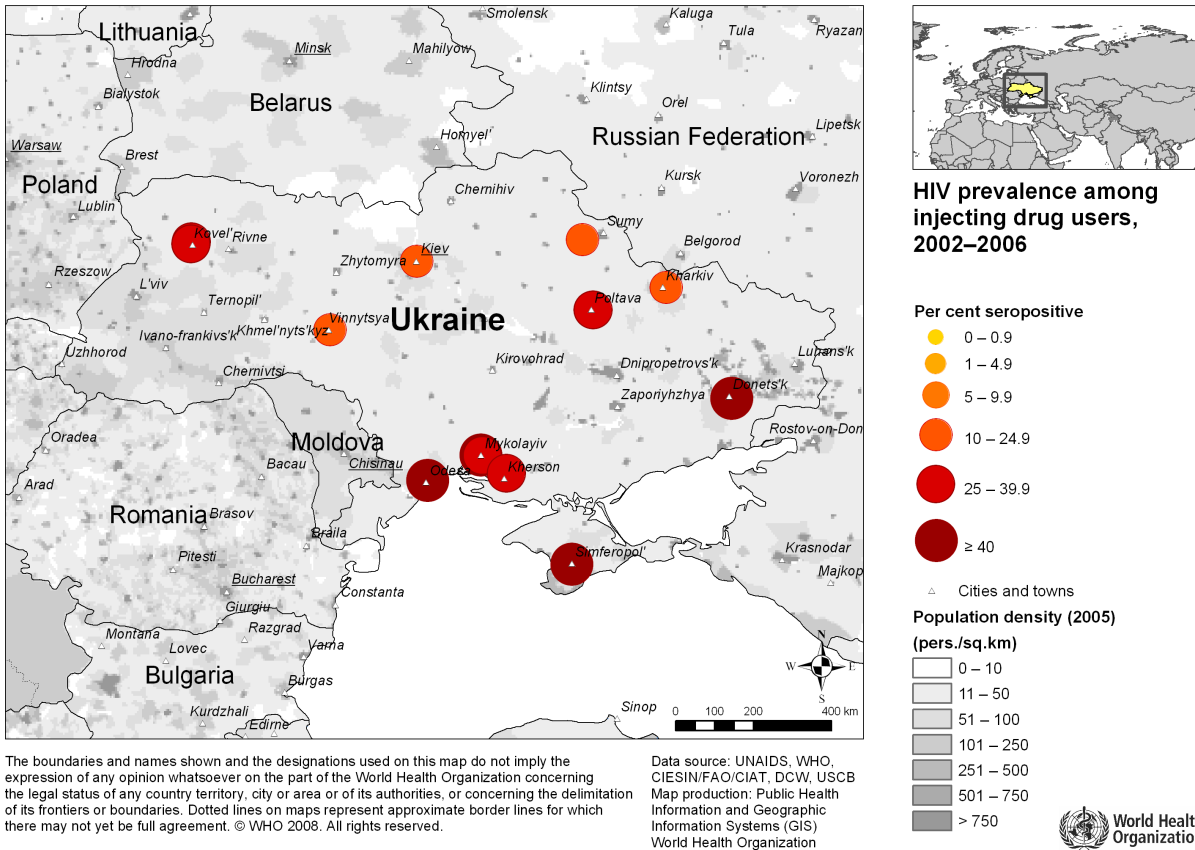 Lithuania
Smolensk
Kaluga
Tula
Ryazan
Minsk
Mahilyow
Hrodna
Klintsy
Bialystok
Belarus
Orel
Russian Federation
Lipetsk
Homyel'
Warsaw
Brest
Poland
Chernihiv
Kursk
Voronezh
Lublin
Sumy
Kovel'
Rivne
Kiev
Belgorod
Zhytomyra
Rzeszow
Kharkiv
L'viv
Ternopil'
Poltava
Vinnytsya
Ukraine
Ivano-frankivs'k
Khmel'nyts'kyz
Uzhhorod
Kirovohrad
Dnipropetrovs'k
Luhans'k
Chernivtsi
Donets'k
Zaporiyhzhya
Rostov-on-Don
Oradea
Moldova
Mykolayiv
Bacau
Chisinau
Odesa
Kherson
Arad
Romania
Brasov
Braila
Simferopol'
Krasnodar
Pitesti
Majkop
Bucharest
Constanta
Giurgiu
Montana
Razgrad
Lovec
Varna
Bulgaria
Burgas
Kurdzhali
Edirne
Sinop
N
W E
S
0 100 200 400 km
HIV prevalence among
injecting drug users,
2002–2006
Per cent seropositive
0 – 0.9
1 – 4.9
5 – 9.9
10 – 24.9
25 – 39.9
≥ 40
Cities and towns
Population density (2005)
(pers./sq.km)
0 – 10
11 – 50
51 – 100
101 – 250
251 – 500
501 – 750
> 750
The boundaries and names shown and the designations used on this map do not imply the
expression of any opinion whatsoever on the part of the World Health Organization concerning
the legal status of any country territory, city or area or of its authorities, or concerning the delimitation
of its frontiers or boundaries. Dotted lines on maps represent approximate border lines for which
there may not yet be full agreement. © WHO 2008. All rights reserved.
Data source: UNAIDS, WHO,
CIESIN/FAO/CIAT, DCW, USCB
Map production: Public Health
Information and Geographic
Information Systems (GIS)
World Health Organization
World Healt
Organizatio